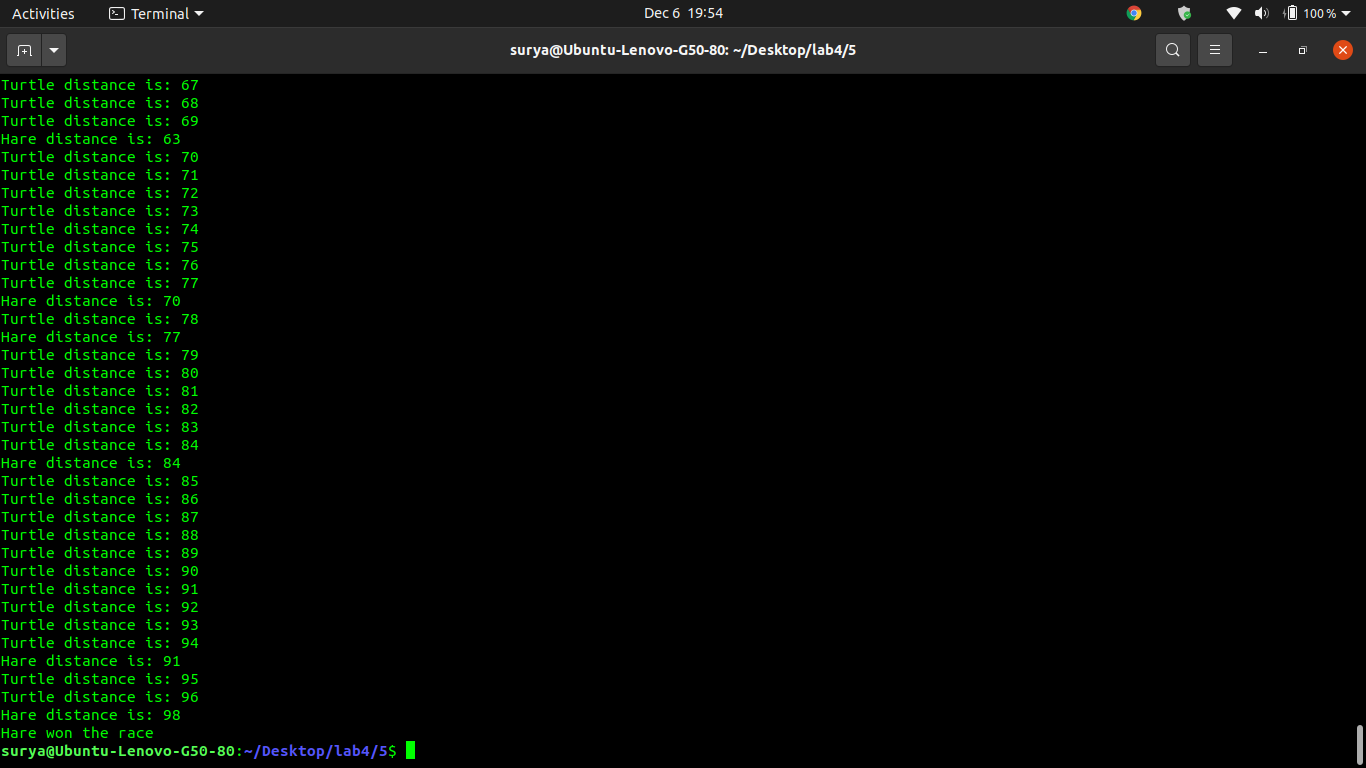 Activities Terminal Dec 6 19:54 100 %
surya@Ubuntu-Lenovo-G50-80: ~/Desktop/lab4/5
Turtle distance is: 67
Turtle distance is: 68
Turtle distance is: 69
Hare distance is: 63
Turtle distance is: 70
Turtle distance is: 71
Turtle distance is: 72
Turtle distance is: 73
Turtle distance is: 74
Turtle distance is: 75
Turtle distance is: 76
Turtle distance is: 77
Hare distance is: 70
Turtle distance is: 78
Hare distance is: 77
Turtle distance is: 79
Turtle distance is: 80
Turtle distance is: 81
Turtle distance is: 82
Turtle distance is: 83
Turtle distance is: 84
Hare distance is: 84
Turtle distance is: 85
Turtle distance is: 86
Turtle distance is: 87
Turtle distance is: 88
Turtle distance is: 89
Turtle distance is: 90
Turtle distance is: 91
Turtle distance is: 92
Turtle distance is: 93
Turtle distance is: 94
Hare distance is: 91
Turtle distance is: 95
Turtle distance is: 96
Hare distance is: 98
Hare won the race
surya@Ubuntu-Lenovo-G50-80:~/Desktop/lab4/5$